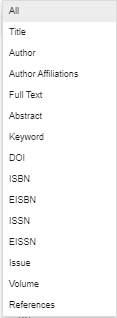 All
Title
Author
Author Affiliations
Full Text
Abstract
Keyword
DOI
ISBN
EISBN
ISSN
EISSN
Issue
Volume
References